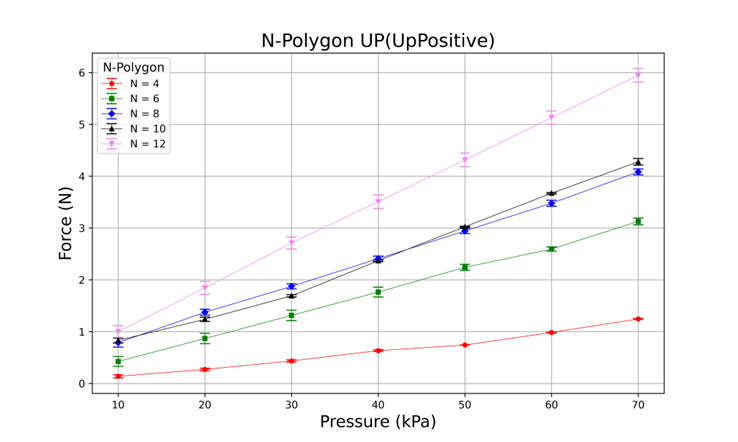 N-Polygon UP(UpPositive)
N-Polygon
N = 4
N = 6
N = 8
N = 10
N = 12
Force (N)
6
5
4
3
2
1
0
10 20 30 40 50 60 70
Pressure (kPa)